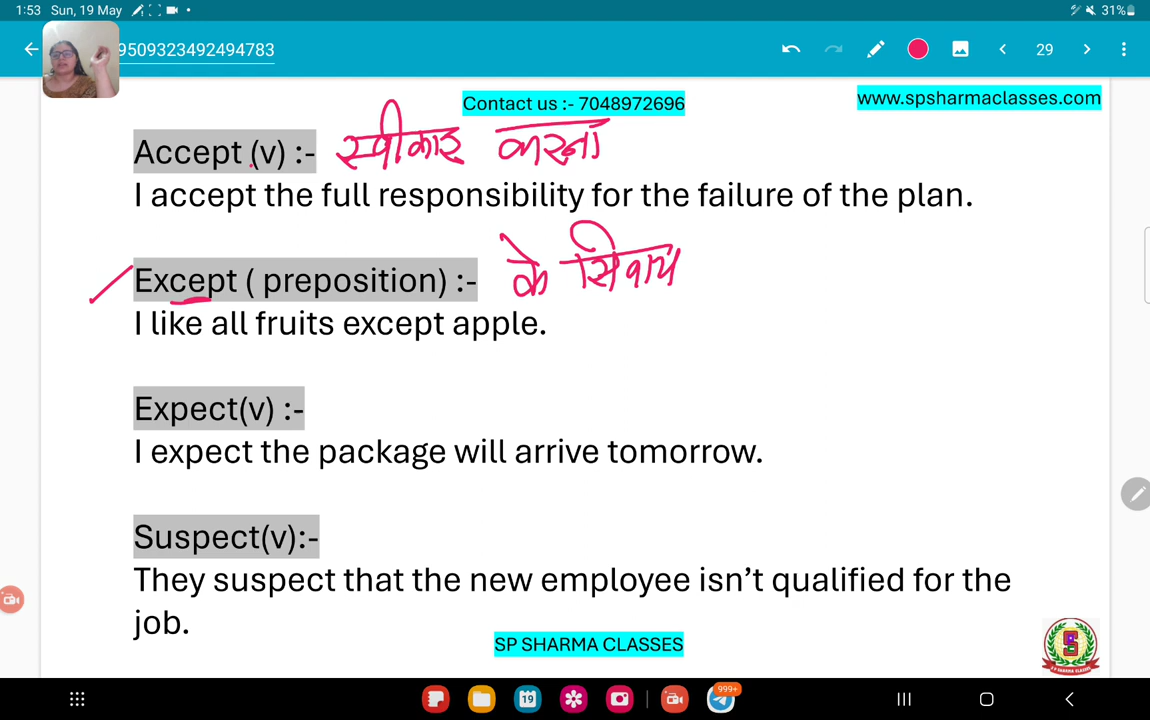 1:53 Sun, 19 May
31%
9509323492494783
29
Contact us :- 7048972696
www.spsharmaclasses.com
Accept (v) :- स्वीकार करना
I accept the full responsibility for the failure of the plan.
Except ( preposition) :- के सिवाय
I like all fruits except apple.
Expect(v) :-
I expect the package will arrive tomorrow.
Suspect(v):-
They suspect that the new employee isn't qualified for the
job.
SP SHARMA CLASSES
S
19
999+